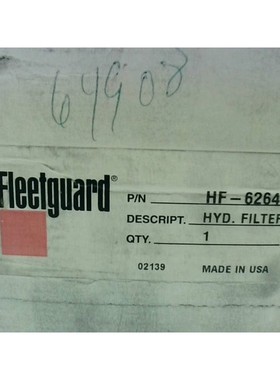 64908
Fleetguard®
P/N HF-6264
DESCRIPT. HYD. FILTER
QTY. 1
02139 MADE IN USA